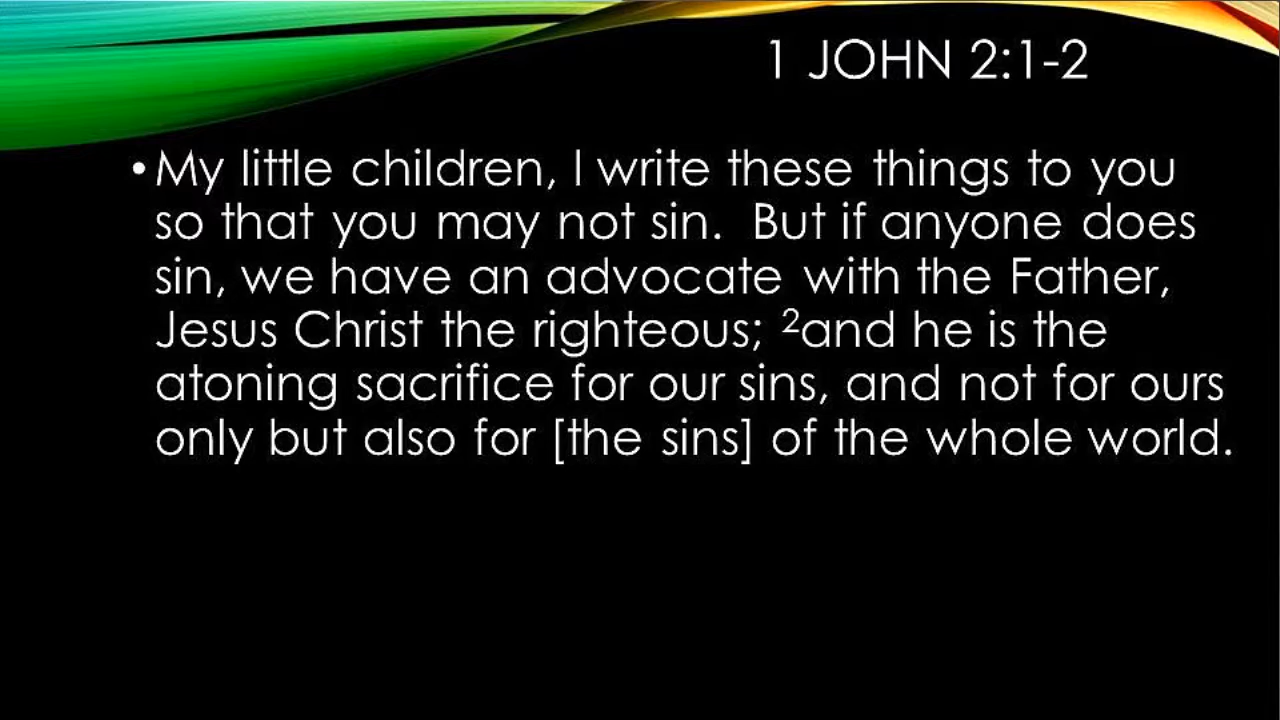 1 JOHN 2:1-2
•My little children, I write these things to you
so that you may not sin.  But if anyone does
sin, we have an advocate with the Father,
Jesus Christ the righteous; ²and he is the
atoning sacrifice for our sins, and not for ours
only but also for [the sins] of the whole world.